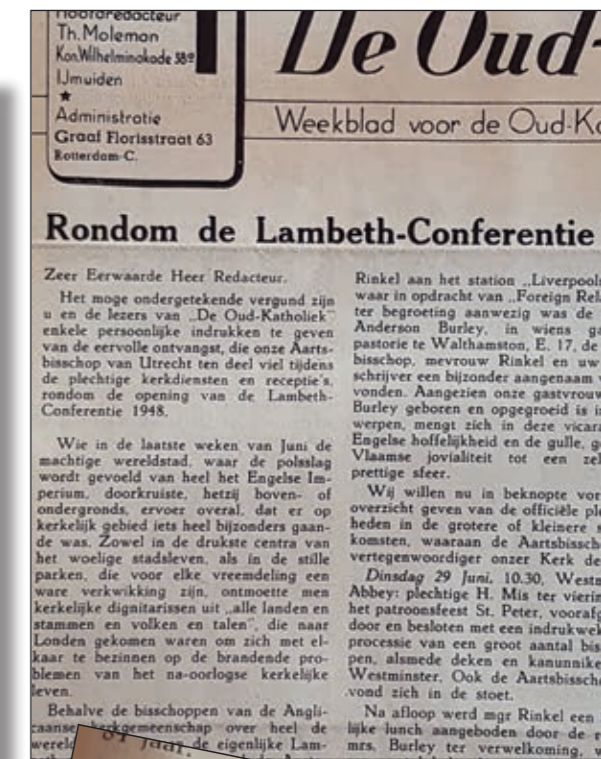 Hoofdredacteur
Th. Moleman
Kon. Wilhelminakade 58
IJmuiden
★
Administratie
Graaf Florisstraat 63
Rotterdam-C.
De Oud-
Weekblad voor de Oud-Ka
Rondom de Lambeth-Conferentie
Zeer Eerwaarde Heer Redacteur.
Het moge ondergetekende vergund zijn
u en de lezers van „De Oud-Katholiek”
enkele persoonlijke indrukken te geven
van de eervolle ontvangst, die onze Aarts-
bisschop van Utrecht ten deel viel tijdens
de plechtige kerkdiensten en receptie's,
rondom de opening van de Lambeth-
Conferentie 1948.
Wie in de laatste weken van Juni de
machtige wereldstad, waar de polsslag
wordt gevoeld van heel het Engelse Im-
perium, doorkruiste, hetzij boven- of
ondergronds, ervoer overal, dat er op
kerkelijk gebied iets heel bijzonders gaan-
de was. Zowel in de drukste centra van
het woelige stadsleven, als in de stille
parken, die voor elke vreemdeling een
ware verkwikking zijn, ontmoette men
kerkelijke dignitarissen uit „alle landen en
stammen en volken en talen”, die naar
Londen gekomen waren om zich met el-
kaar te bezinnen op de brandende pro-
blemen van het na-oorlogse kerkelijke
leven.
Behalve de bisschoppen van de Angli-
caanse kerkgemeenschap over heel de
wereld de eigenlijke Lam-
Rinkel aan het station „Liverpools
waar in opdracht van „Foreign Rel
ter begroeting aanwezig was de
Anderson Burley, in wiens ga
pastorie te Walthamston, E. 17, de
bisschop, mevrouw Rinkel en uw
schrijver een bijzonder aangenaam v
vonden. Aangezien onze gastvrouw
Burley geboren en opgegroeid is i
werpen, mengt zich in deze vicara
Engelse hoffelijkheid en de gulle, g
Vlaamse jovialiteit tot een zel
prettige sfeer.
Wij willen nu in beknopte vor
overzicht geven van de officiële ple
heden in de grotere of kleinere s
komsten, waaraan de Aartsbissch
vertegenwoordiger onzer Kerk de
Dinsdag 29 Juni. 10.30, Westm
Abbey: plechtige H. Mis ter vierin
het patroonsfeest St. Peter, vooraf
door en besloten met een indrukwek
processie van een groot aantal bis
pen, alsmede deken en kanunnike
Westminster. Ook de Aartsbissch
vond zich in de stoet.
Na afloop werd mgr Rinkel een
lijke lunch aangeboden door de r
mrs. Burley ter verwelkoming, w
jaar.